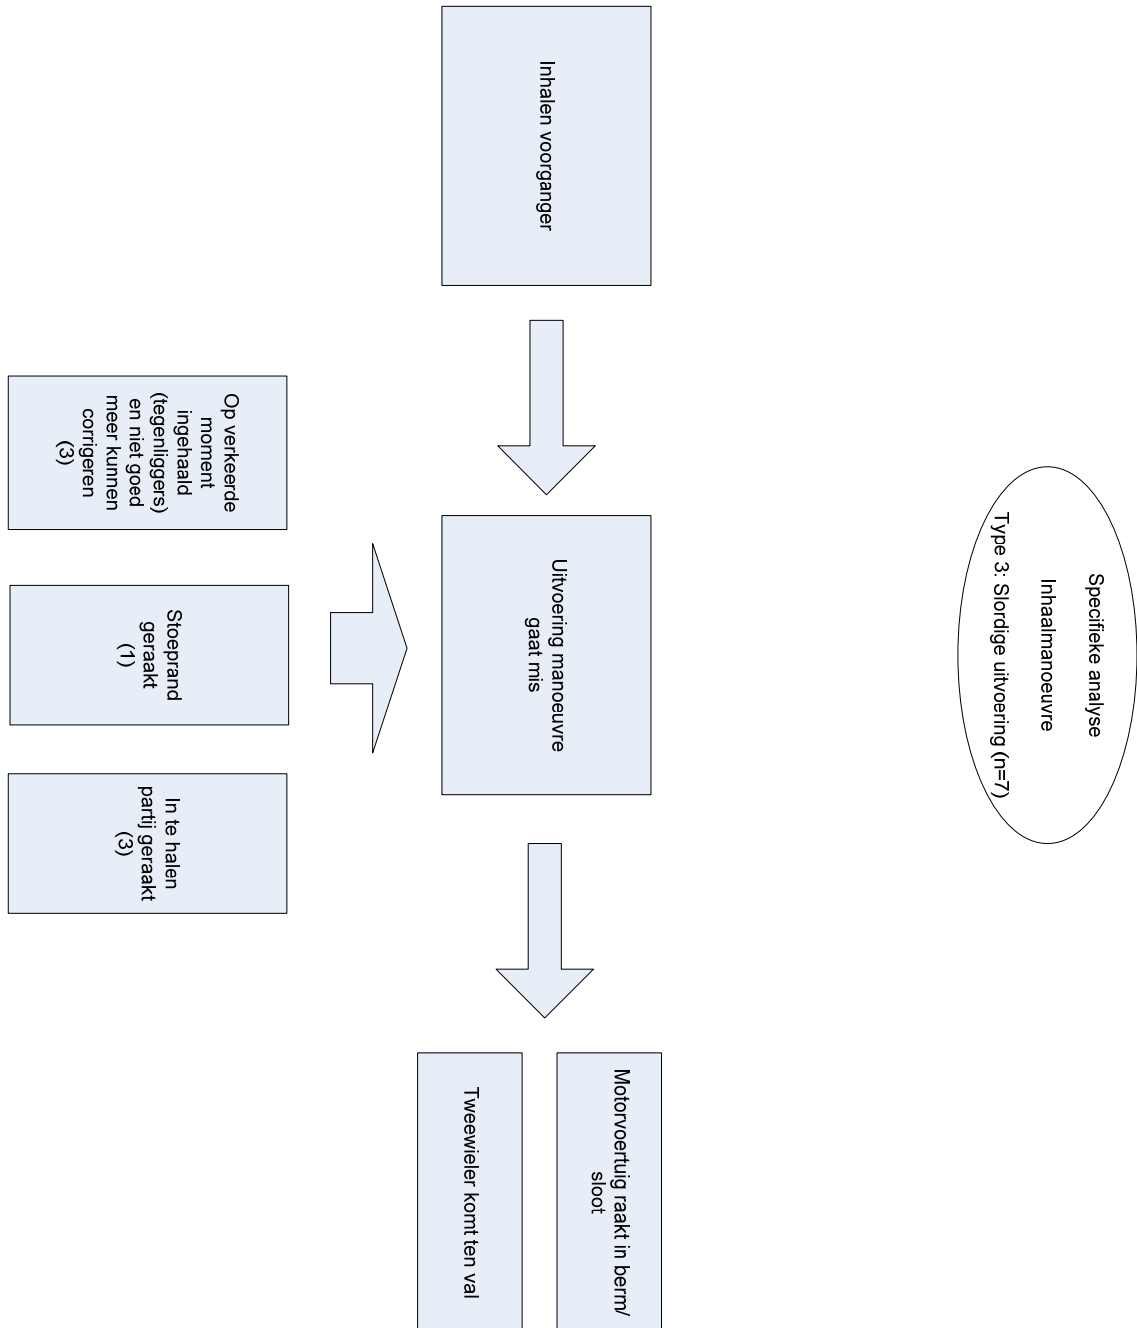 Specifieke analyse
Inhaalmanoeuvre
Type 3: Slordige uitvoering (n=7)
Inhalen voorganger
Uitvoering manoeuvre
gaat mis
Motorvoertuig raakt in berm/
sloot
Tweewieler komt ten val
Op verkeerde
moment
ingehaald
(tegenliggers)
en niet goed
meer kunnen
corrigeren
(3)
Stoeprand
geraakt
(1)
In te halen
partij geraakt
(3)